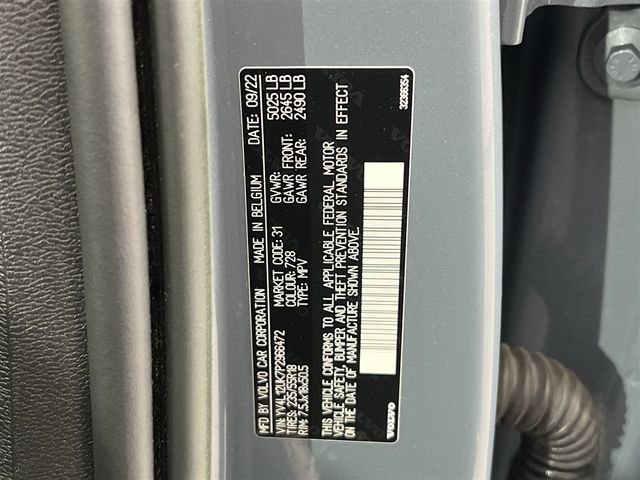 MFD BY VOLVO CAR CORPORATION MADE IN BELGIUM DATE: 09/22
VIN: YV4L12UK7P2966472 MARKET CODE: 31 GVWR: 5025 LB
TIRES: 235/55R18 COLOUR: 728 GAWR FRONT: 2645 LB
RIM: 7.5Jx18x50.5 TYPE: MPV GAWR REAR: 2490 LB
THIS VEHICLE CONFORMS TO ALL APPLICABLE FEDERAL MOTOR
VEHICLE SAFETY, BUMPER AND THEFT PREVENTION STANDARDS IN EFFECT
ON THE DATE OF MANUFACTURE SHOWN ABOVE.
VOLVO 32366354